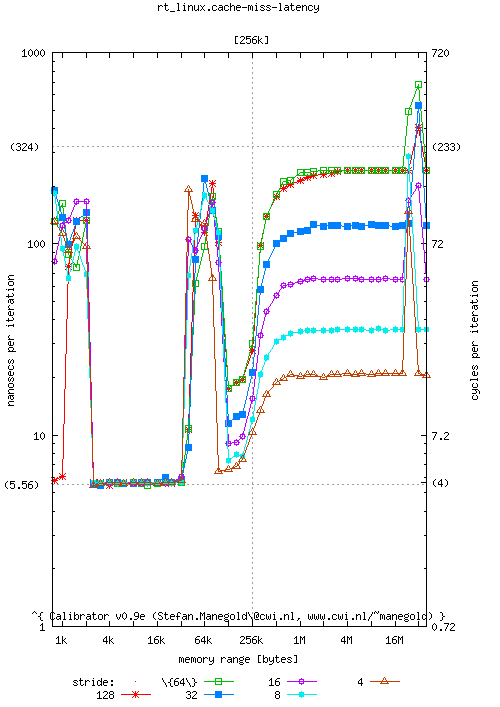 rt_linux.cache-miss-latency
[256k]
1000 720
(324) (233)
100 72
nanosecs per iteration
cycles per iteration
10 7.2
(5.56) (4)
^{ Calibrator v0.9e (Stefan.Manegold\@cwi.nl, www.cwi.nl/~manegold) }
1 0.72
1k 4k 16k 64k 256k 1M 4M 16M
memory range [bytes]
stride: \{64\} 16 4
128 32 8